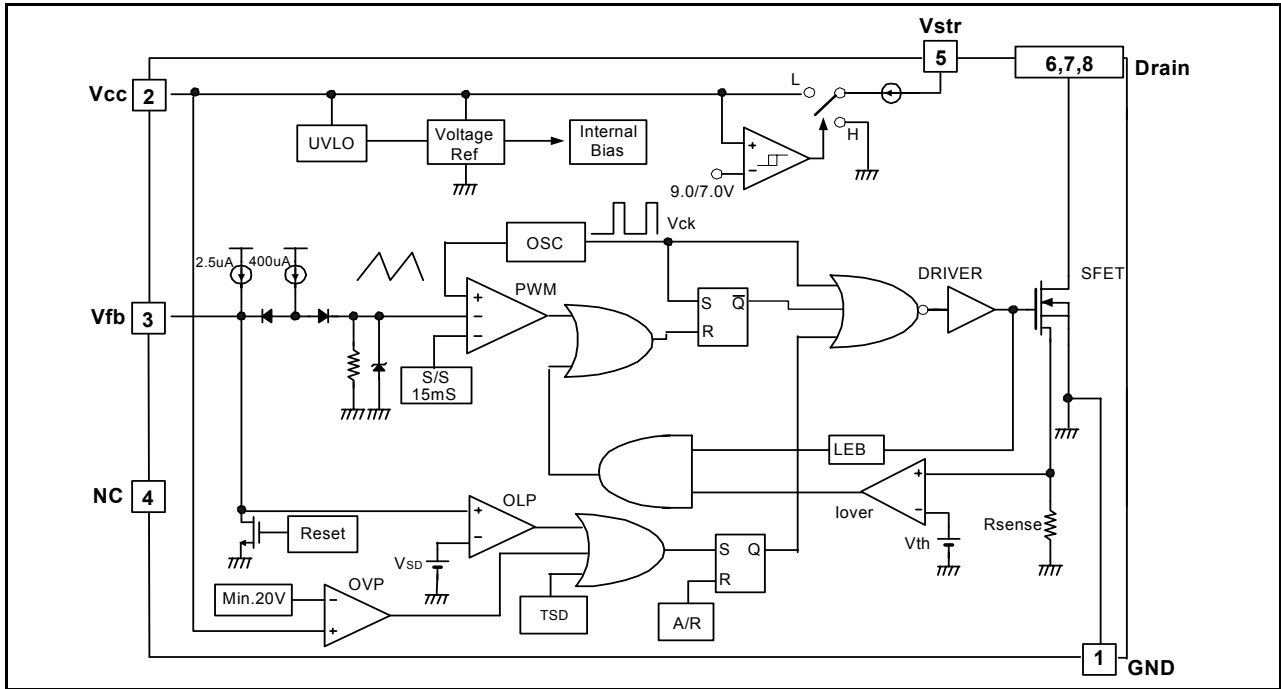 Vstr
5
6,7,8
Drain
Vcc
2
L
H
UVLO
Voltage
Ref
Internal
Bias
+
−
9.0/7.0V
Vck
OSC
2.5uA
400uA
DRIVER
SFET
PWM
Vfb
3
+
−
−
S
Q
R
S/S
15mS
LEB
NC
4
OLP
+
−
Iover
+
−
Rsense
Vth
Reset
VSD
S
Q
R
OVP
Min.20V
−
+
TSD
A/R
1
GND